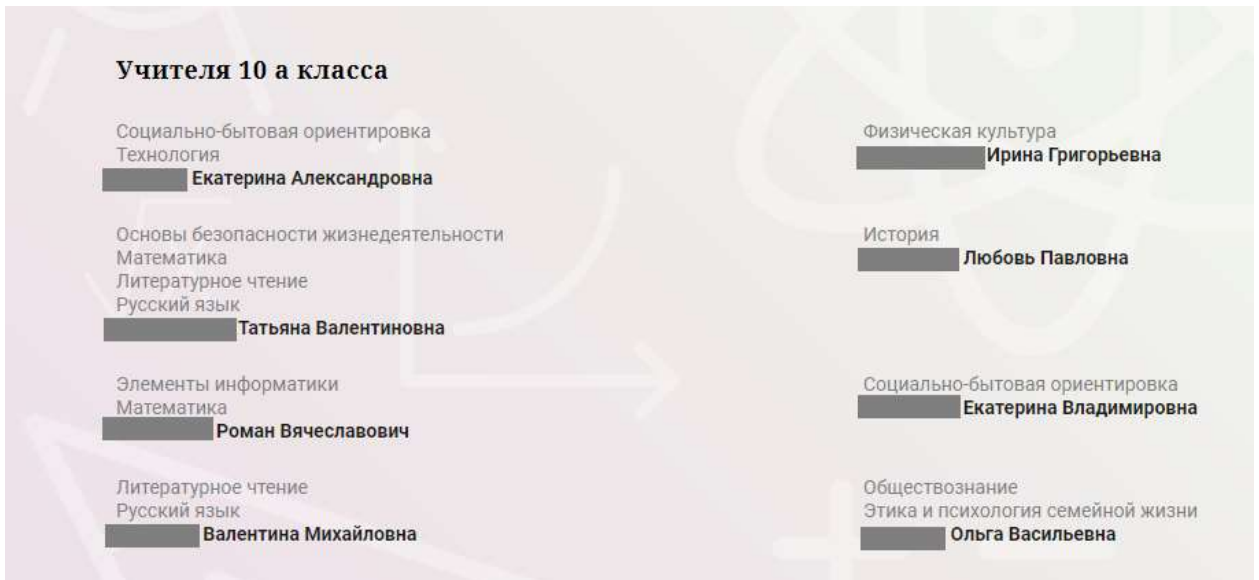 Учителя 10 а класса
Социально-бытовая ориентировка
Технология
Екатерина Александровна
Основы безопасности жизнедеятельности
Математика
Литературное чтение
Русский язык
Татьяна Валентиновна
Элементы информатики
Математика
Роман Вячеславович
Литературное чтение
Русский язык
Валентина Михайловна
Физическая культура
Ирина Григорьевна
История
Любовь Павловна
Социально-бытовая ориентировка
Екатерина Владимировна
Обществознание
Этика и психология семейной жизни
Ольга Васильевна